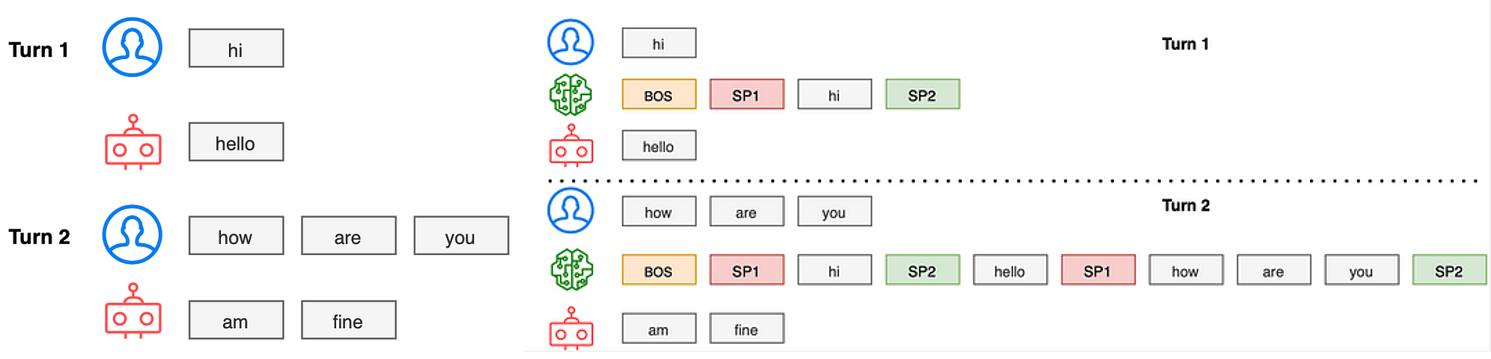 Turn 1
hi
hello
Turn 2
how are you
am fine
hi
Turn 1
BOS SP1 hi SP2
hello
how are you
Turn 2
BOS SP1 hi SP2 hello SP1 how are you SP2
am fine